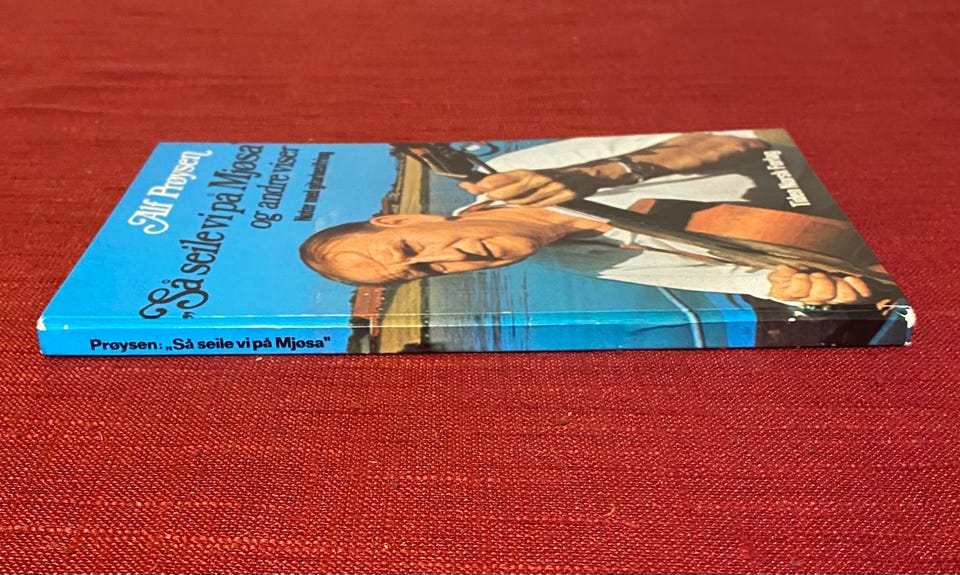 Alf Prøysen
„Så seile vi på Mjøsa"
og andre viser
Noter med gitarbesifring
Tiden Norsk Forlag
Prøysen: „Så seile vi på Mjøsa"